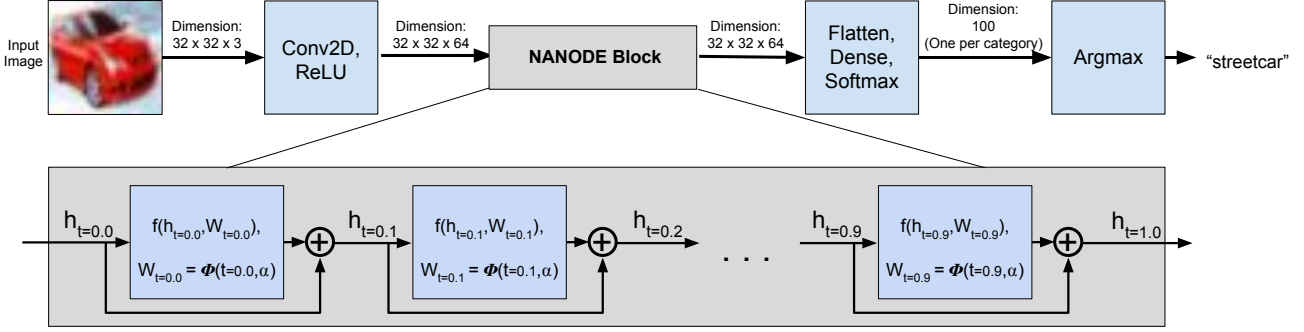 Input
Image
Dimension:
32 x 32 x 3
Conv2D,
ReLU
Dimension:
32 x 32 x 64
NANODE Block
Dimension:
32 x 32 x 64
Flatten,
Dense,
Softmax
Dimension:
100
(One per category)
Argmax
“streetcar”
h_{t=0.0}
f(h_{t=0.0},W_{t=0.0}),
W_{t=0.0} = Φ(t=0.0,α)
+
h_{t=0.1}
f(h_{t=0.1},W_{t=0.1}),
W_{t=0.1} = Φ(t=0.1,α)
+
h_{t=0.2}
. . .
h_{t=0.9}
f(h_{t=0.9},W_{t=0.9}),
W_{t=0.9} = Φ(t=0.9,α)
+
h_{t=1.0}